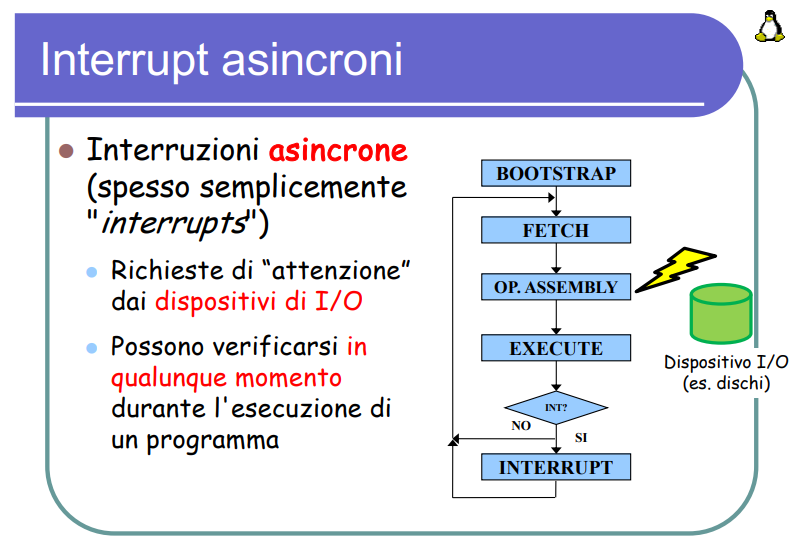 Interrupt asincroni
Interruzioni asincrone
(spesso semplicemente
"interrupts")
Richieste di “attenzione”
dai dispositivi di I/O
Possono verificarsi in
qualunque momento
durante l'esecuzione di
un programma
BOOTSTRAP
FETCH
OP. ASSEMBLY
EXECUTE
INT?
NO
SI
INTERRUPT
Dispositivo I/O
(es. dischi)